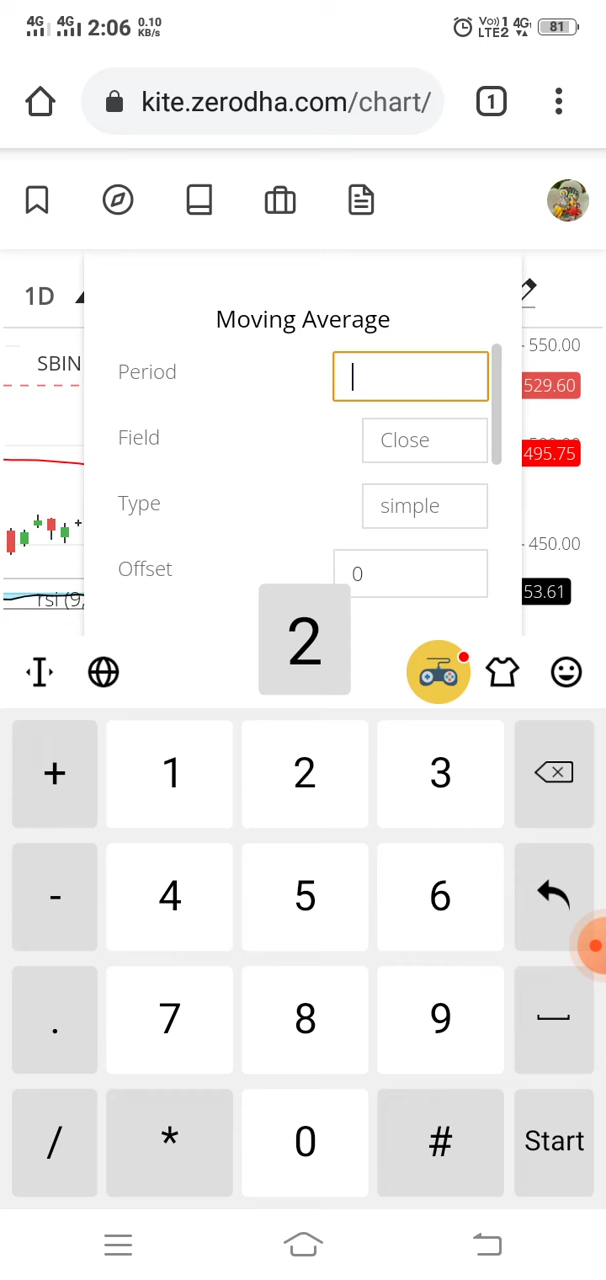 4G 4G 2:06 0.10 KB/s Vo) 1 LTE2 4G 81
kite.zerodha.com/chart/ 1
1D
Moving Average
550.00
SBIN
Period
529.60
Field Close
495.75
Type simple
450.00
Offset 0
53.61
rsi (9,
2
+ 1 2 3
- 4 5 6
. 7 8 9
/ * 0 # Start